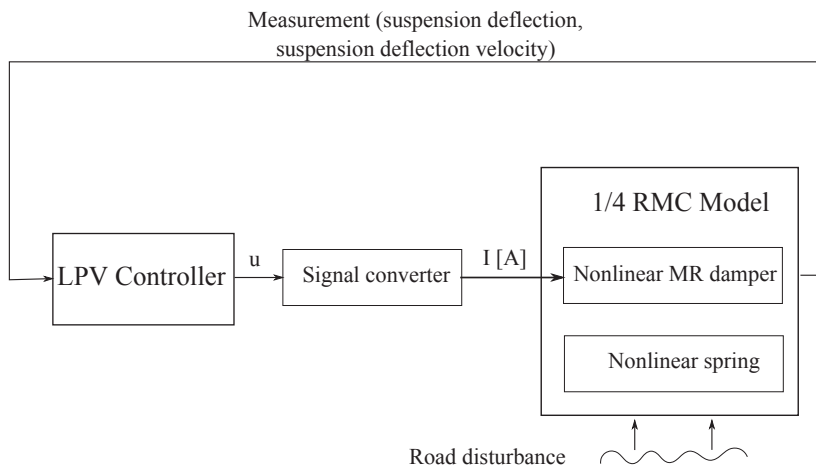 Measurement (suspension deflection,
suspension deflection velocity)
1/4 RMC Model
LPV Controller
u
Signal converter
I [A]
Nonlinear MR damper
Nonlinear spring
Road disturbance